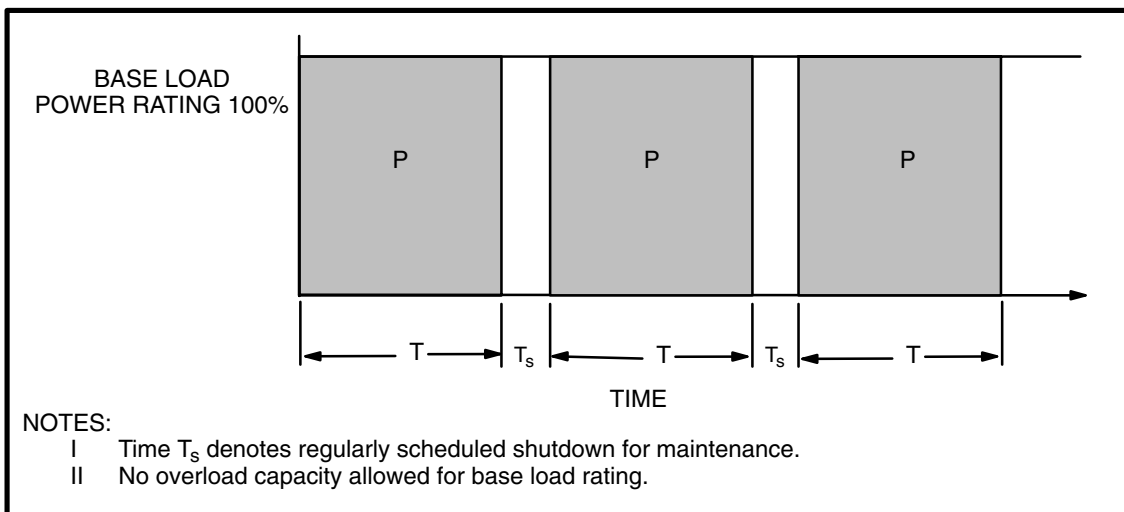 BASE LOAD
POWER RATING 100%
P P P
T Ts T Ts T
TIME
NOTES:
I Time Ts denotes regularly scheduled shutdown for maintenance.
II No overload capacity allowed for base load rating.